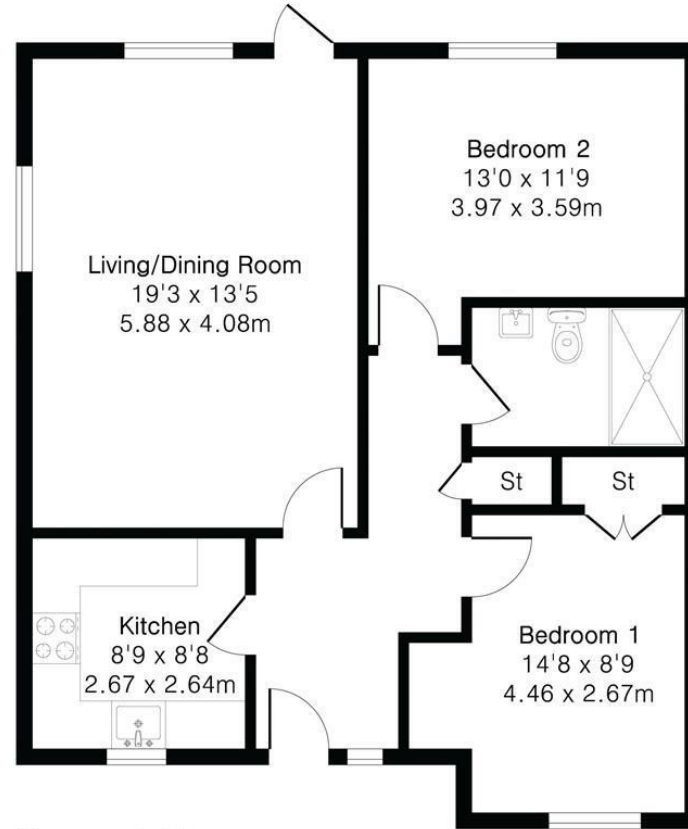 Bedroom 2
13'0 x 11'9
3.97 x 3.59m
Living/Dining Room
19'3 x 13'5
5.88 x 4.08m
St
St
Kitchen
8'9 x 8'8
2.67 x 2.64m
Bedroom 1
14'8 x 8'9
4.46 x 2.67m